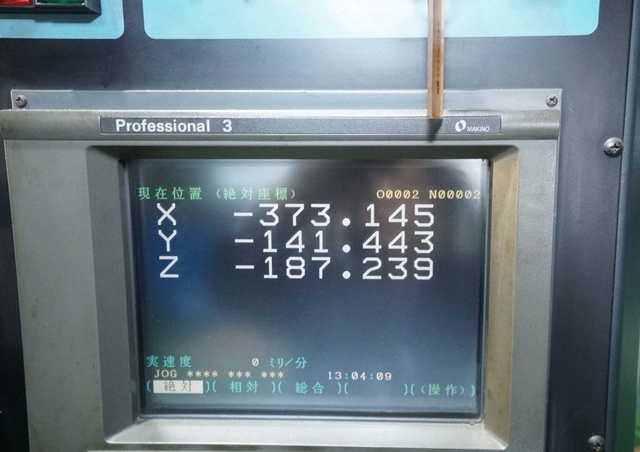 Professional 3 MAKINO
現在位置 (絶対座標) O0002 N00002
X -373.145
Y -141.443
Z -187.239
実速度 0 ミリ/分
JOG **** *** ***  13:04:09
( 絶対 )( 相対 )( 総合 )( )((操作))